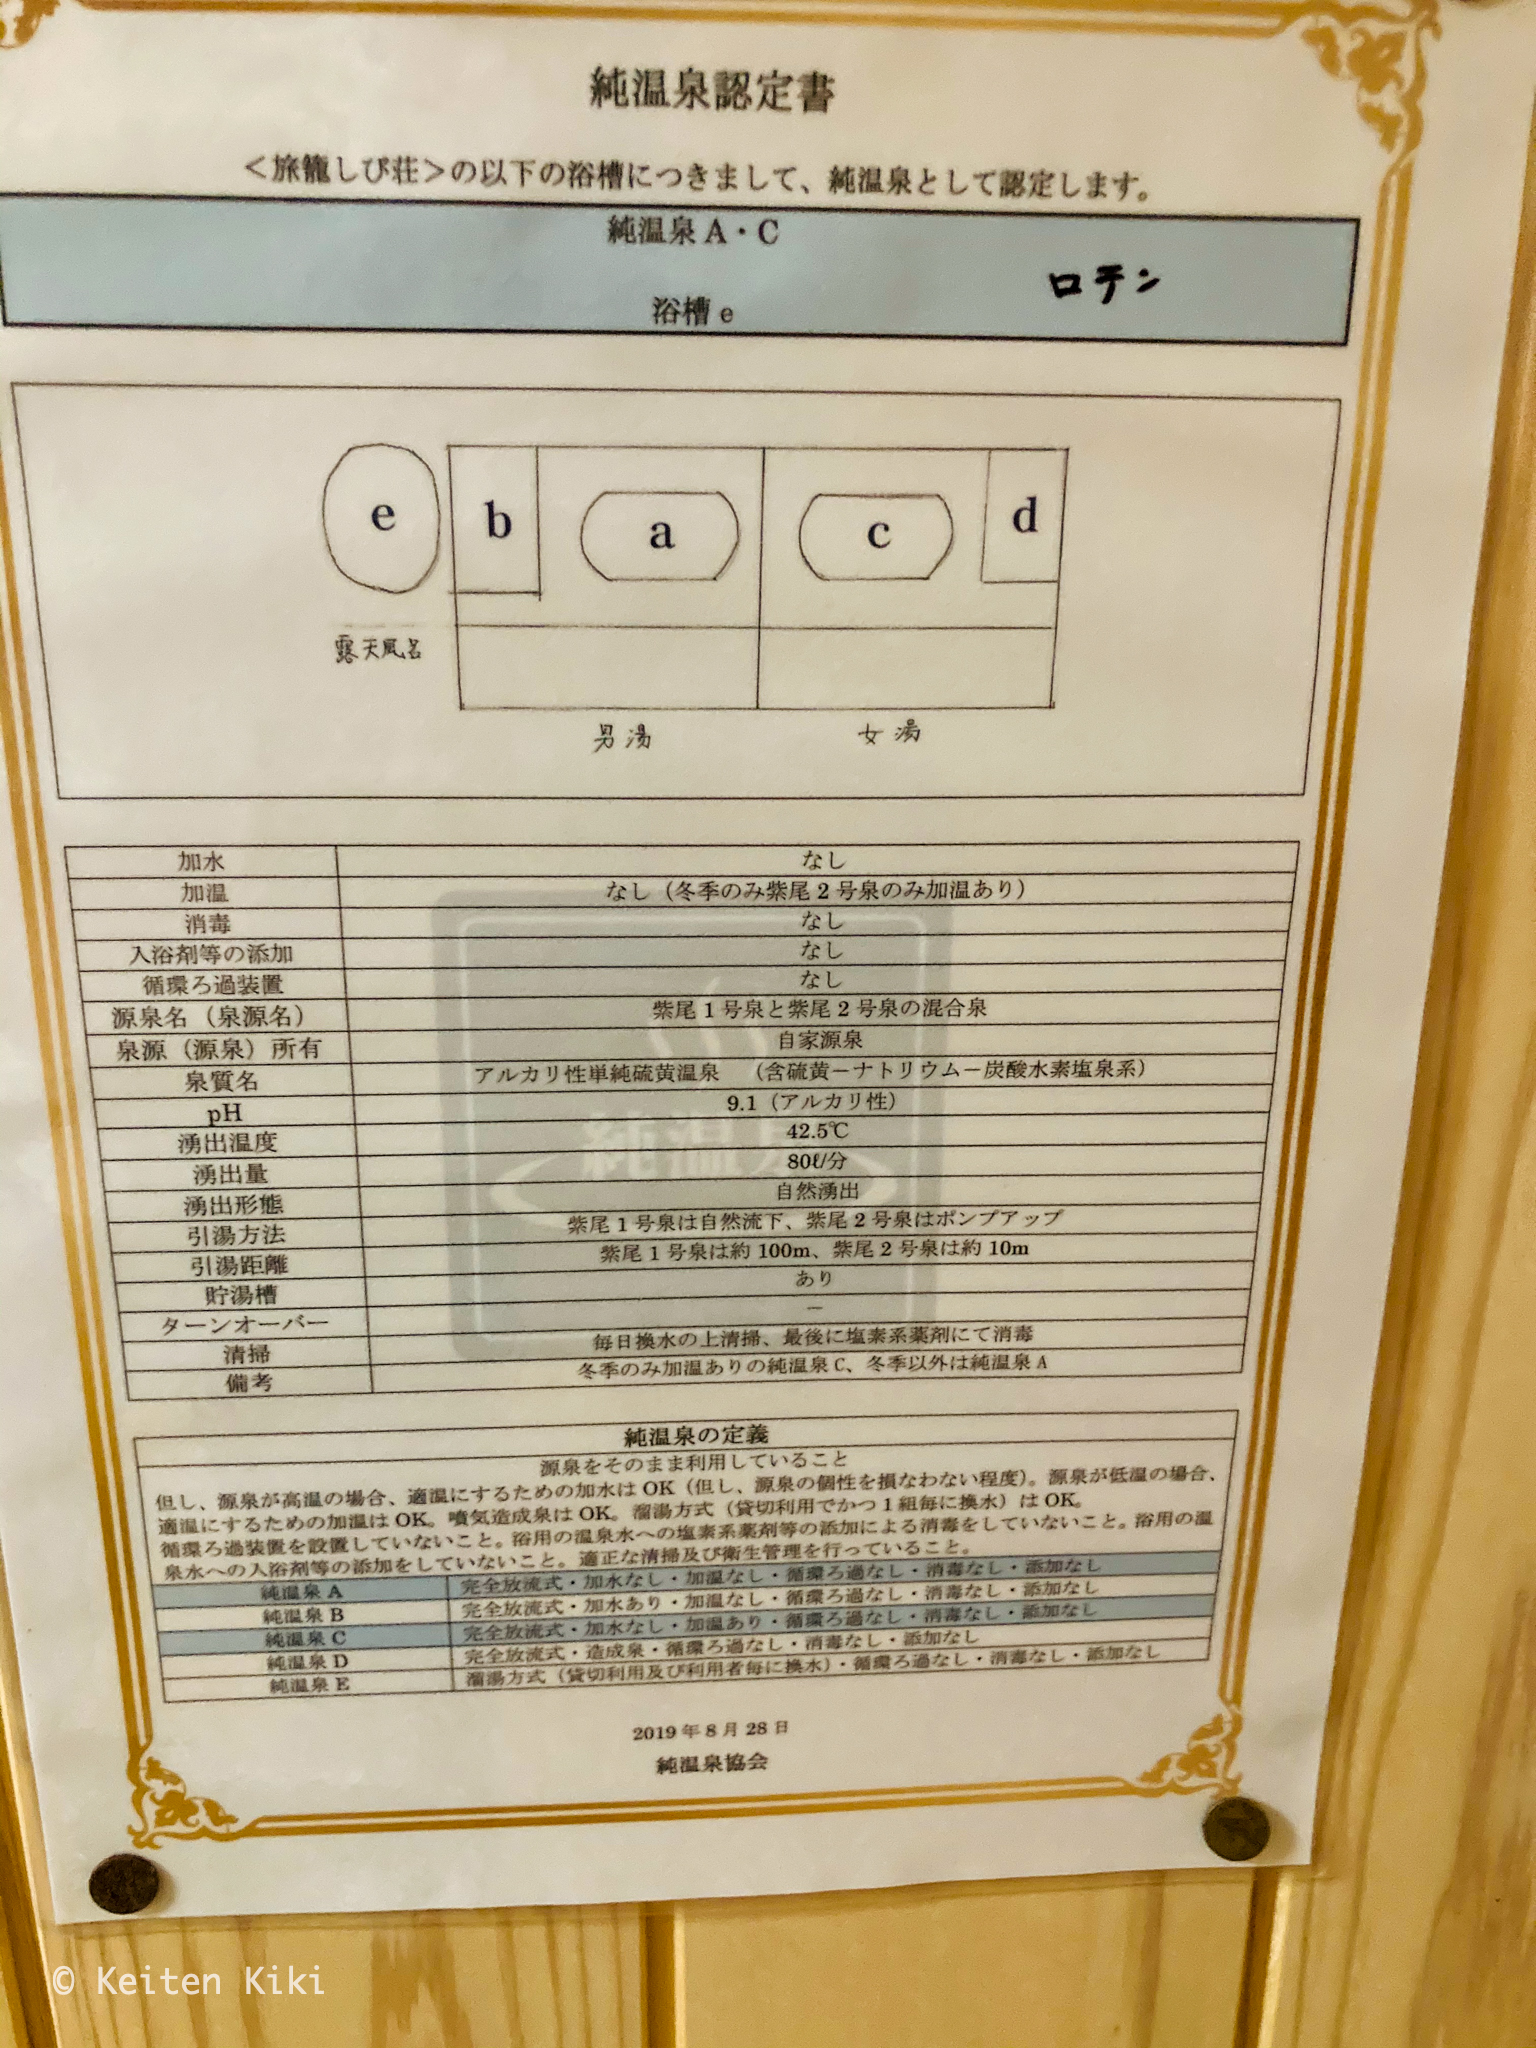 純温泉認定書
＜旅籠しび荘＞の以下の浴槽につきまして、純温泉として認定します。
純温泉 A・C
ロテン
浴槽 e
e
b
a
c
d
露天風呂
男湯
女湯
加水 なし
加温 なし（冬季のみ紫尾 2 号泉のみ加温あり）
消毒 なし
入浴剤等の添加 なし
循環ろ過装置 なし
源泉名（泉源名） 紫尾 1 号泉と紫尾 2 号泉の混合泉
泉源（源泉）所有 自家源泉
泉質名 アルカリ性単純硫黄温泉 （含硫黄－ナトリウム－炭酸水素塩泉系）
pH 9.1（アルカリ性）
湧出温度 42.5℃
湧出量 80ℓ/分
湧出形態 自然湧出
引湯方法 紫尾 1 号泉は自然流下、紫尾 2 号泉はポンプアップ
引湯距離 紫尾 1 号泉は約 100m、紫尾 2 号泉は約 10m
貯湯槽 あり
ターンオーバー －
清掃 毎日換水の上清掃、最後に塩素系薬剤にて消毒
備考 冬季のみ加温ありの純温泉 C、冬季以外は純温泉 A
純温泉
純温泉の定義
源泉をそのまま利用していること
但し、源泉が高温の場合、適温にするための加水は OK（但し、源泉の個性を損なわない程度）。源泉が低温の場合、
適温にするための加温は OK。噴気造成泉は OK。溜湯方式（貸切利用でかつ 1 組毎に換水）は OK。
循環ろ過装置を設置していないこと。浴用の温泉水への塩素系薬剤等の添加による消毒をしていないこと。浴用の温
泉水への入浴剤等の添加をしていないこと。適正な清掃及び衛生管理を行っていること。
純温泉 A 完全放流式・加水なし・加温なし・循環ろ過なし・消毒なし・添加なし
純温泉 B 完全放流式・加水あり・加温なし・循環ろ過なし・消毒なし・添加なし
純温泉 C 完全放流式・加水なし・加温あり・循環ろ過なし・消毒なし・添加なし
純温泉 D 完全放流式・造成泉・循環ろ過なし・消毒なし・添加なし
純温泉 E 溜湯方式（貸切利用及び利用者毎に換水）・循環ろ過なし・消毒なし・添加なし
2019 年 8 月 28 日
純温泉協会
© Keiten Kiki